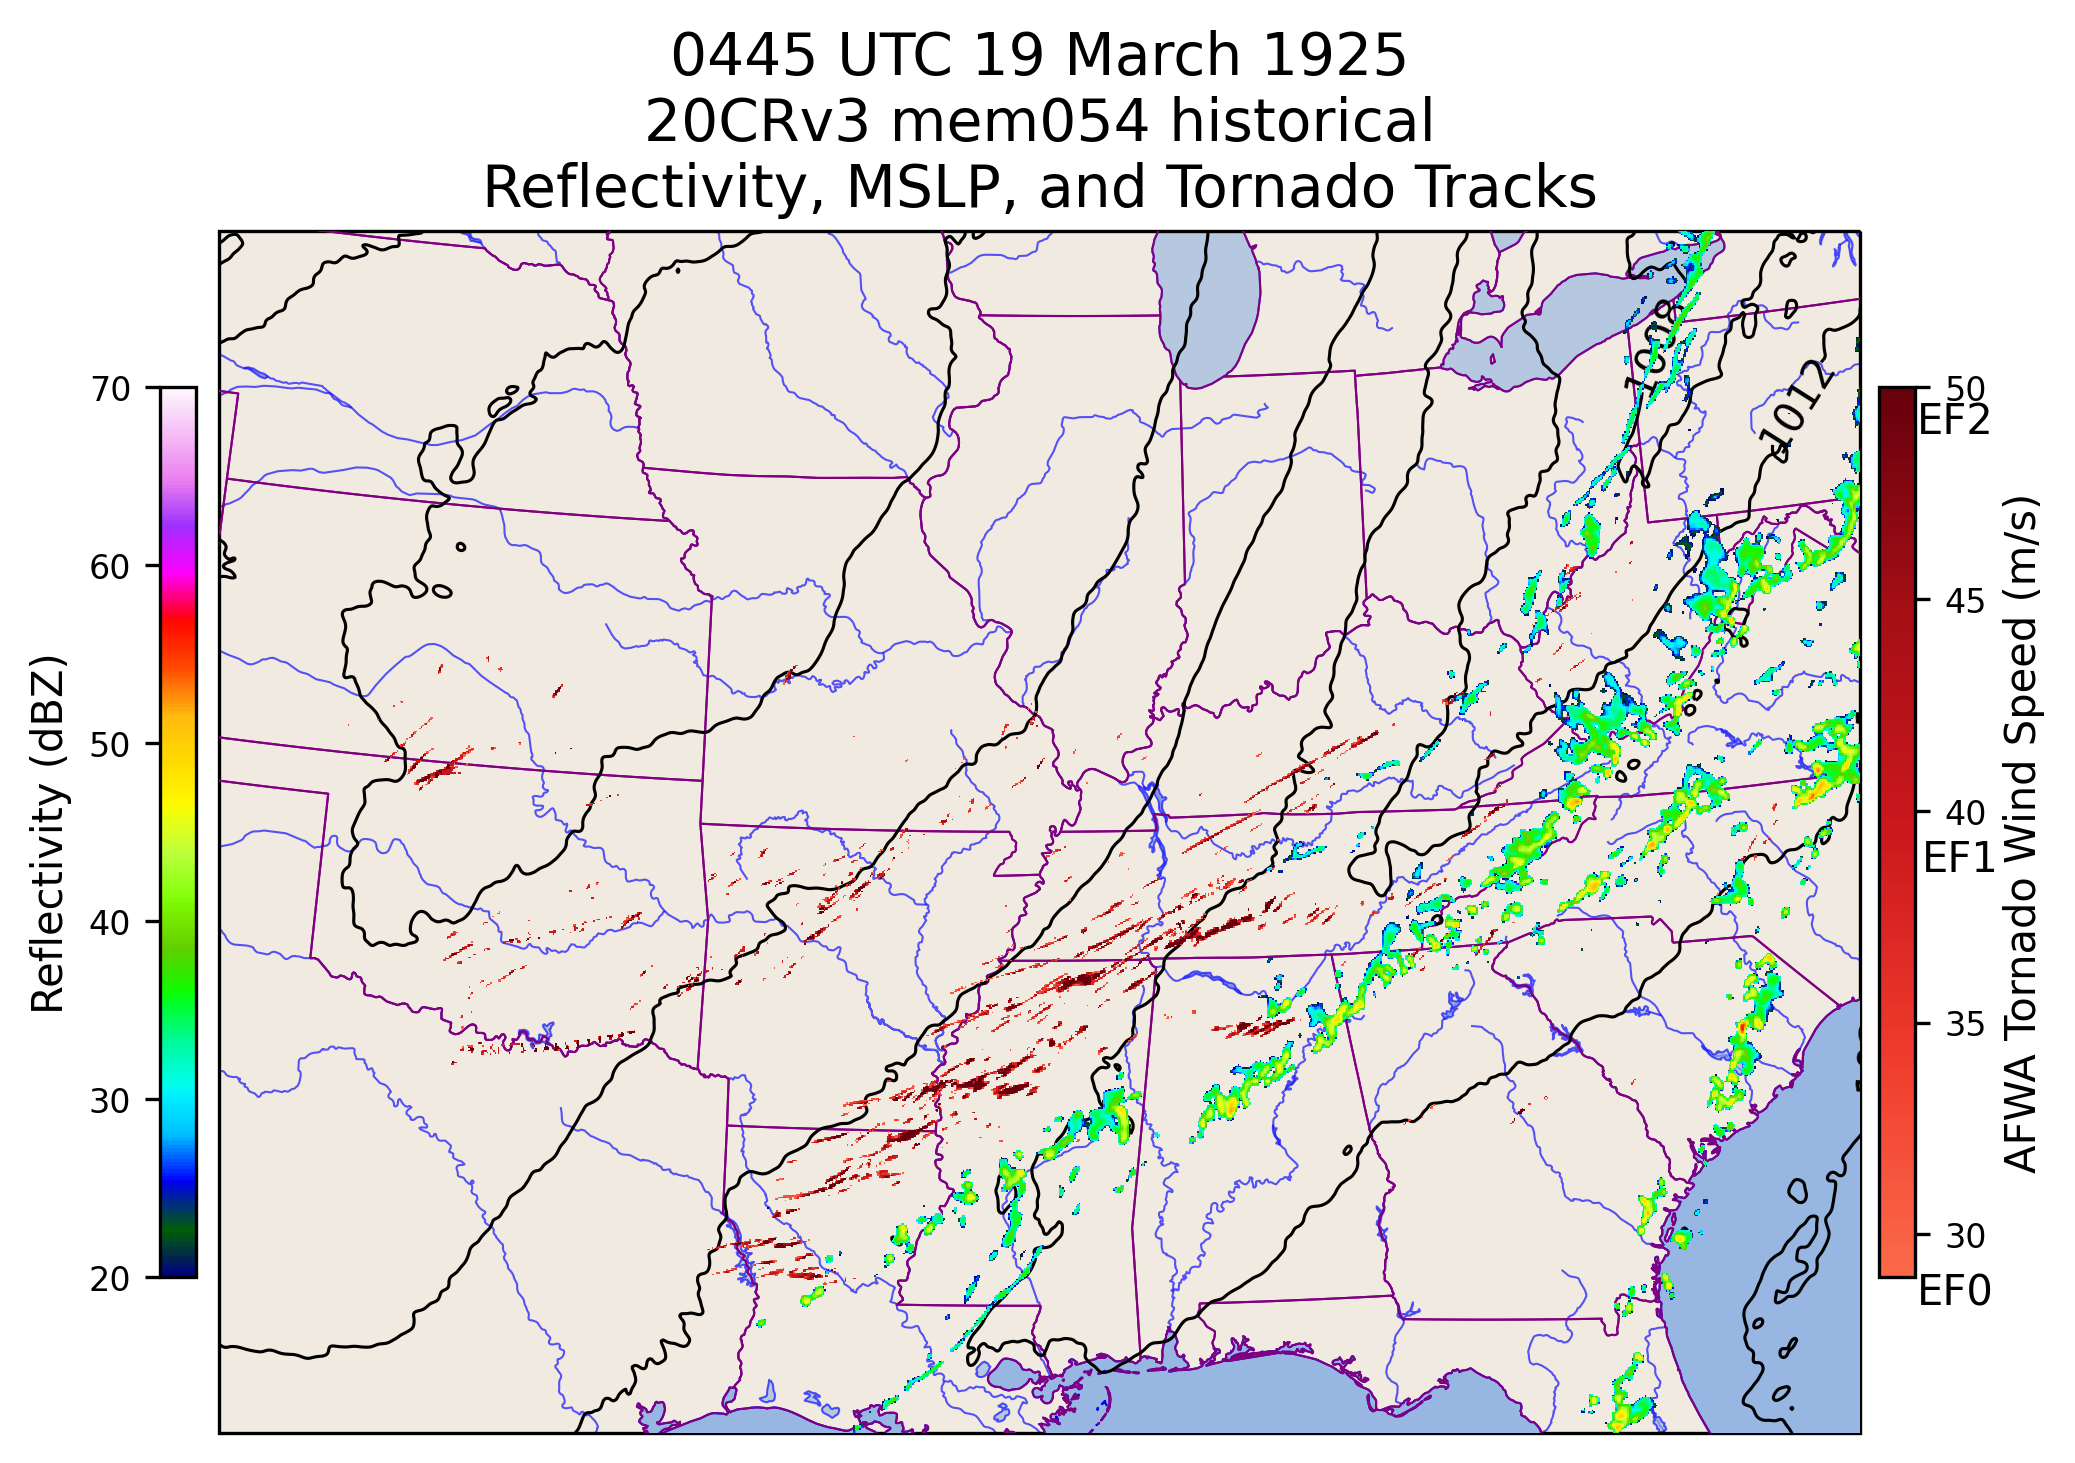 0445 UTC 19 March 1925
20CRv3 mem054 historical
Reflectivity, MSLP, and Tornado Tracks
Reflectivity (dBZ)
70
60
50
40
30
20
1008
1012
50
EF2
45
40
EF1
35
30
EF0
AFWA Tornado Wind Speed (m/s)